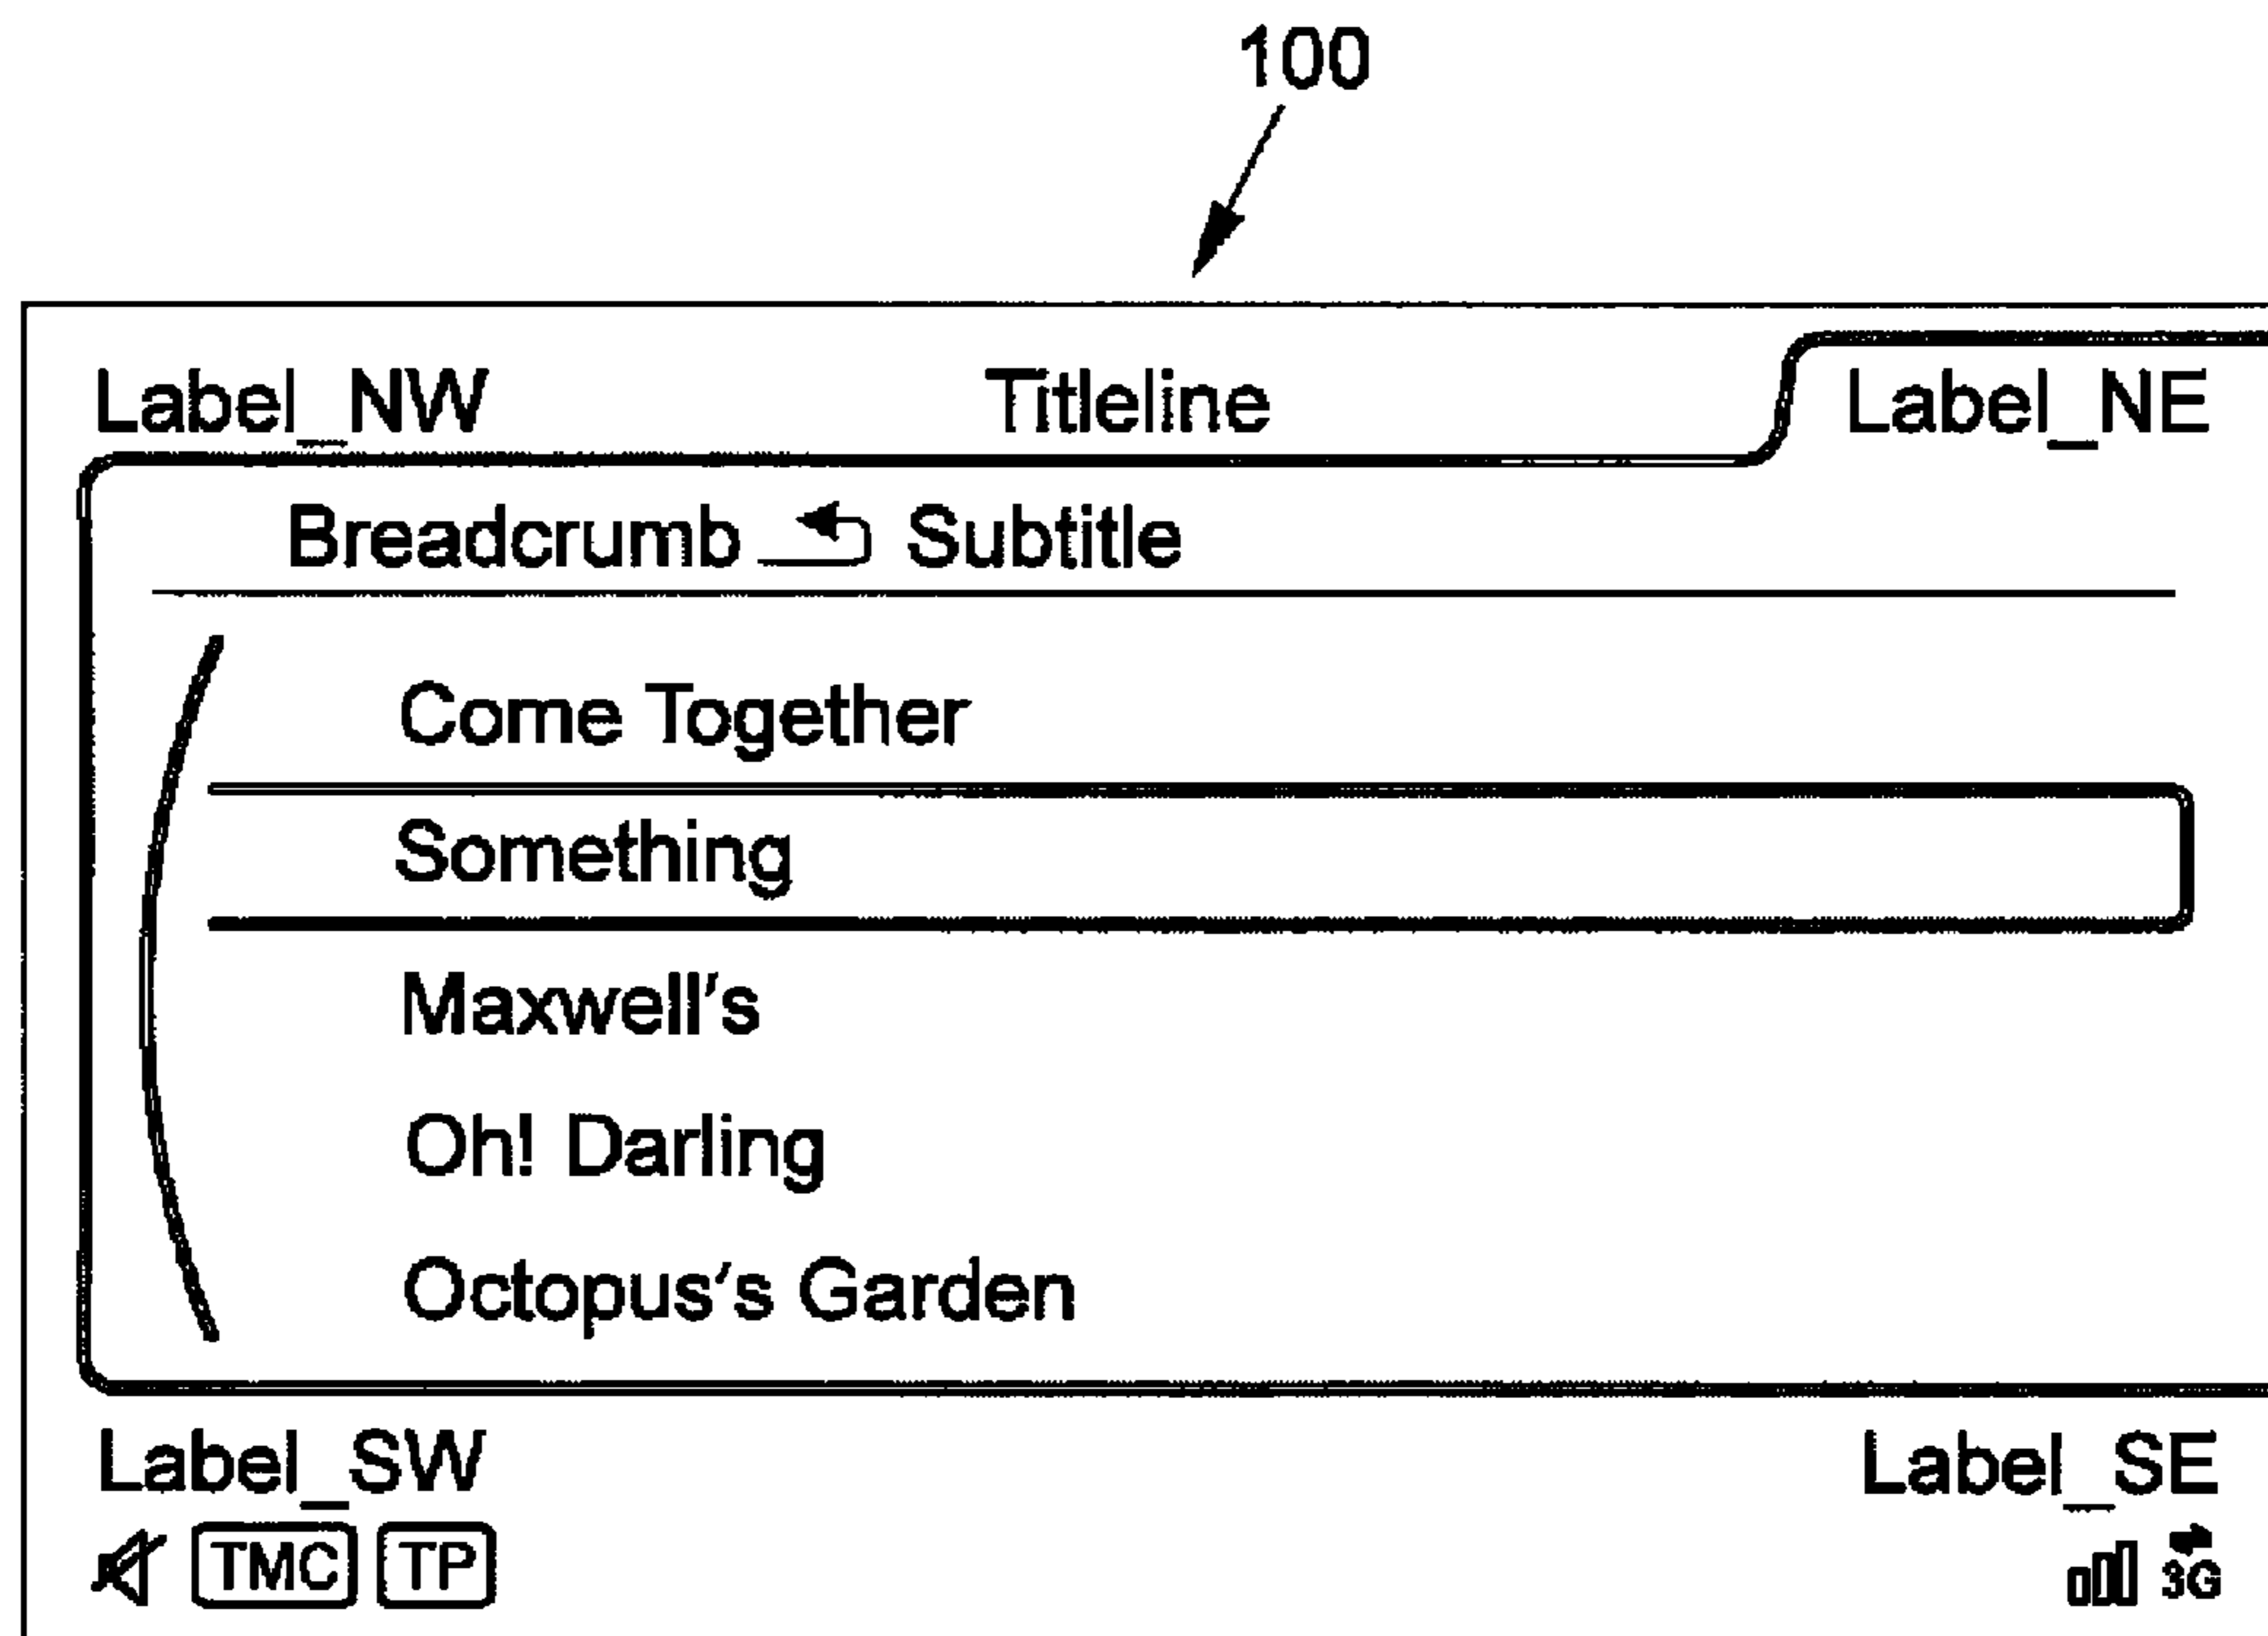 100
Label_NW Titleline Label_NE
Breadcrumb Subtitle
Come Together
Something
Maxwell's
Oh! Darling
Octopus's Garden
Label_SW Label_SE
TMC TP 3G